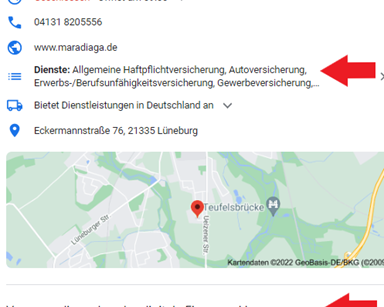 04131 8205556
www.maradiaga.de
Dienste: Allgemeine Haftpflichtversicherung, Autoversicherung,
Erwerbs-/Berufsunfähigkeitsversicherung, Gewerbeversicherung,...
Bietet Dienstleistungen in Deutschland an
Eckermannstraße 76, 21335 Lüneburg
Lüneburger Str.
Teufelsbrücke
Uelzener Str
Kartendaten ©2022 GeoBasis-DE/BKG (©2009